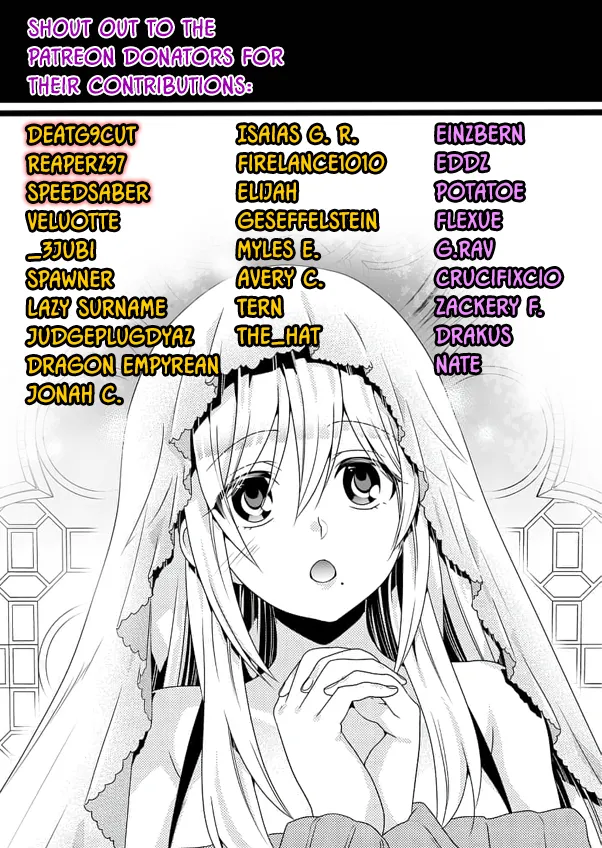 SHOUT OUT TO THE
PATREON DONATORS FOR
THEIR CONTRIBUTIONS:
DEATG9CUT
REAPERZ97
SPEEDSABER
VELUOTTE
_3JUBI
SPAWNER
LAZY SURNAME
JUDGEPLUGDYAZ
DRAGON EMPYREAN
JONAH C.
ISAIAS G. R.
FIRELANCE1010
ELIJAH
GESEFFELSTEIN
MYLES E.
AVERY C.
TERN
THE_HAT
EINZBERN
EDDZ
POTATOE
FLEXUE
G.RAV
CRUCIFIXCIO
ZACKERY F.
DRAKUS
NATE